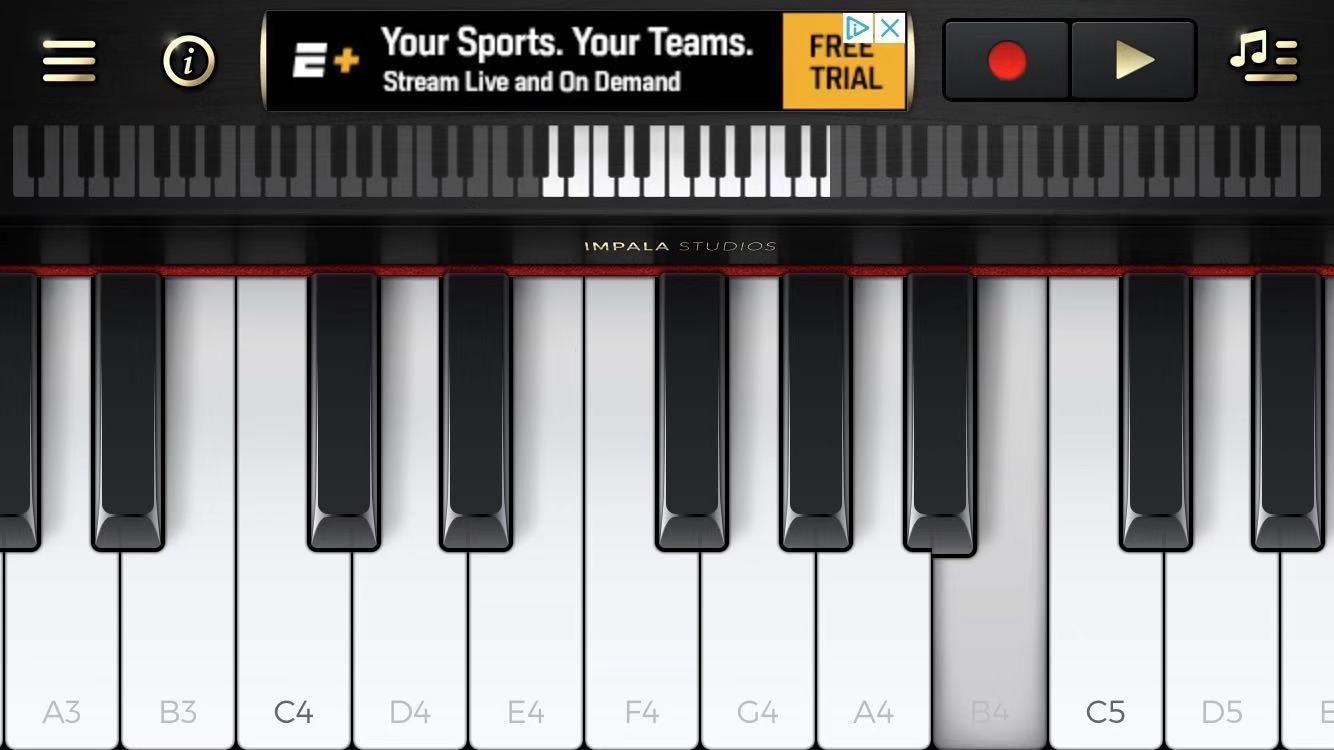 E+
Your Sports. Your Teams.
Stream Live and On Demand
FREE
TRIAL
IMPALA STUDIOS
A3 B3 C4 D4 E4 F4 G4 A4 B4 C5 D5 E